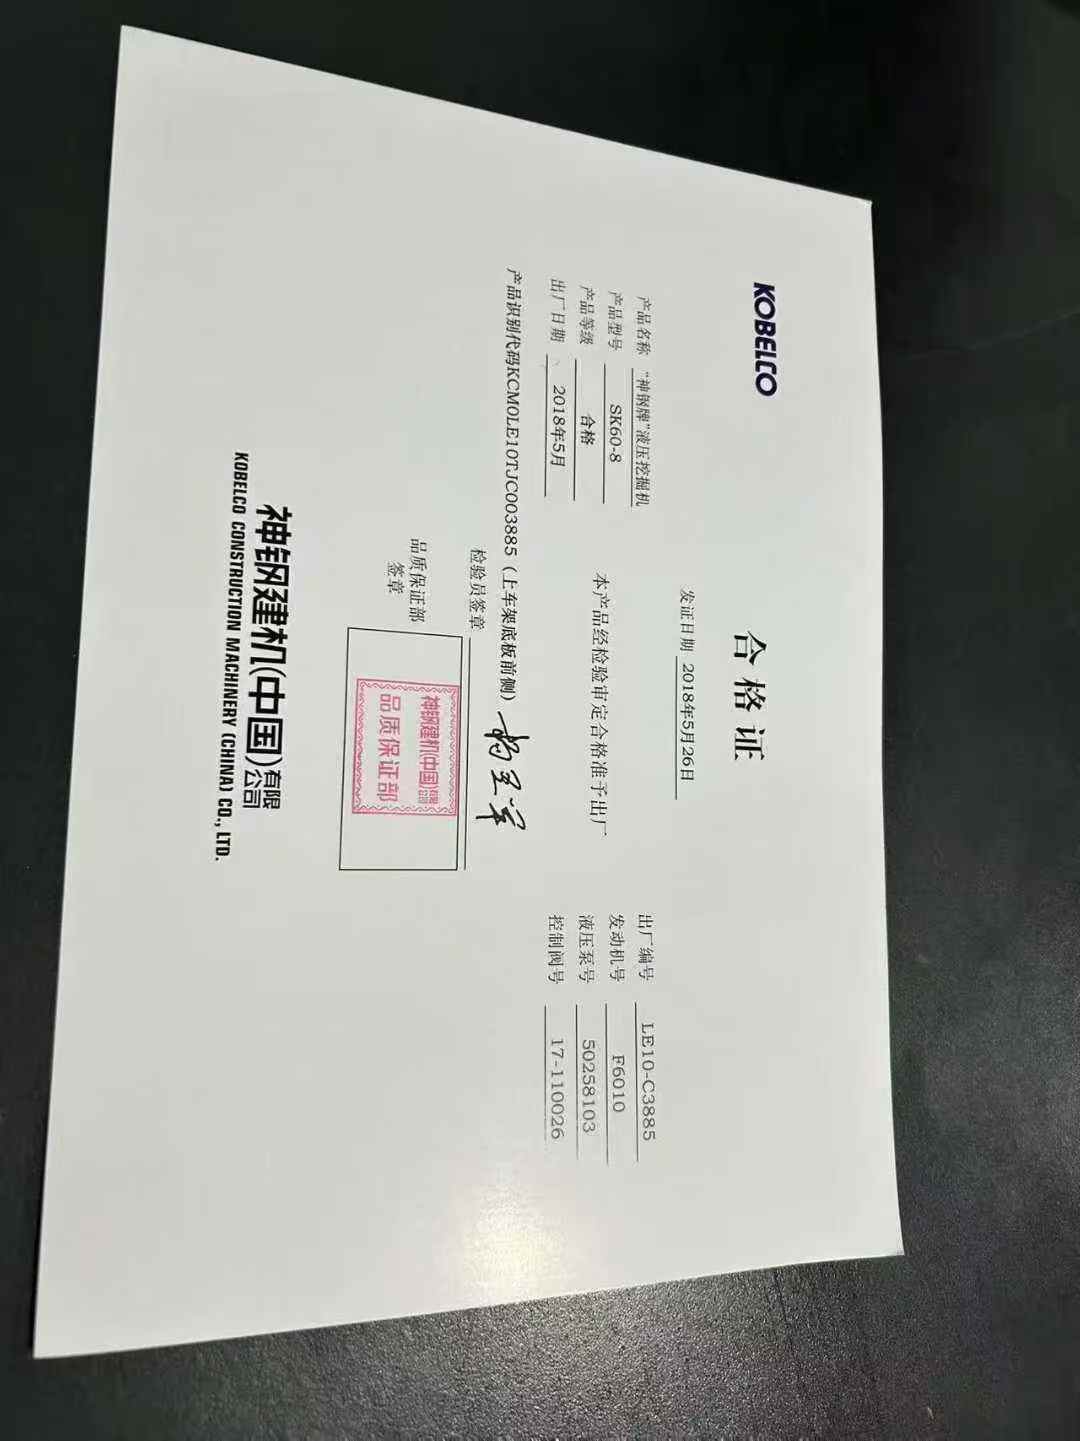 KOBELCO
合格证
发证日期 2018年5月26日
产品名称 “神钢牌”液压挖掘机
产品型号 SK60-8
产品等级 合格
出厂日期 2018年5月
本产品经检验审定合格准予出厂
出厂编号 LE10-C3885
发动机号 F6010
液压泵号 50258103
控制阀号 17-110026
产品识别代码KCM0LE10TJC003885（上车架底板前侧）
检验员签章
品质保证部
签章
神钢建机(中国)有限公司
品质保证部
神钢建机(中国)有限公司
KOBELCO CONSTRUCTION MACHINERY (CHINA) CO., LTD.